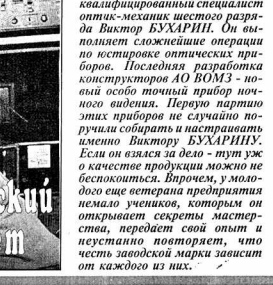 квалифицированный специалист
оптик-механик шестого разря-
да Виктор БУХАРИН. Он вы-
полняет сложнейшие операции
по юстировке оптических при-
боров. Последняя разработка
конструкторов АО ВОМЗ - но-
вый особо точный прибор ноч-
ного видения. Первую партию
этих приборов не случайно по-
ручили собирать и настраивать
именно Виктору БУХАРИНУ.
Если он взялся за дело - тут уж
о качестве продукции можно не
беспокоиться. Впрочем, у моло-
дого еще ветерана предприятия
немало учеников, которым он
открывает секреты мастер-
ства, передаёт свой опыт и
неустанно повторяет, что
честь заводской марки зависит
от каждого из них.